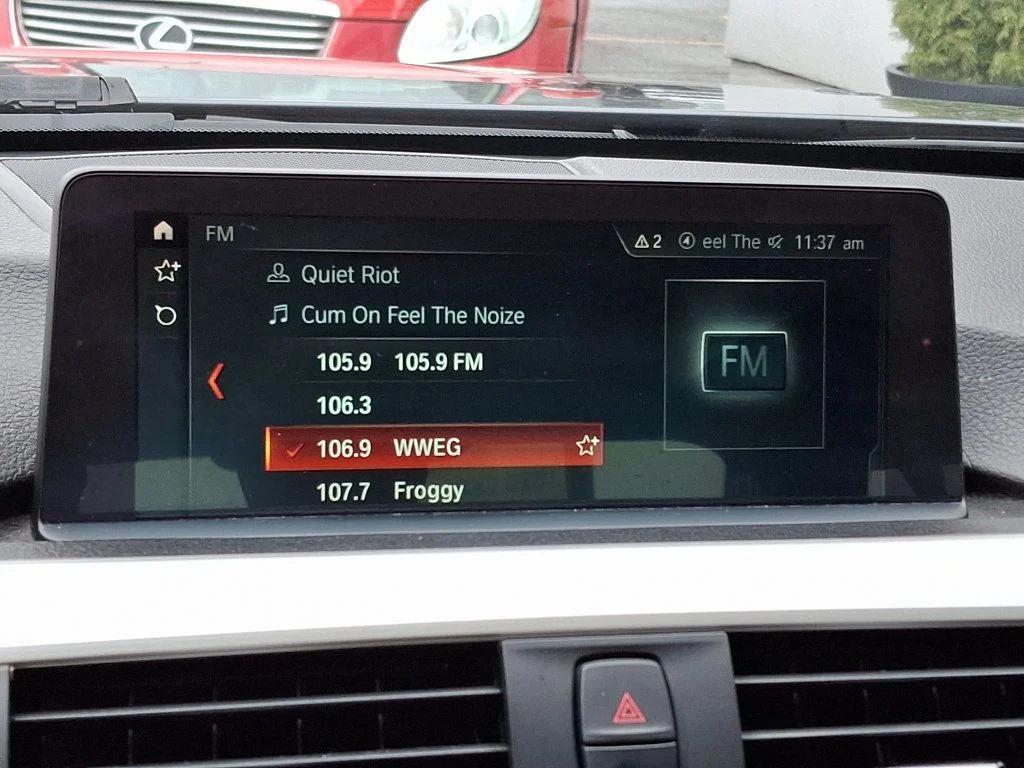 FM
2 eel The 11:37 am
Quiet Riot
Cum On Feel The Noize
105.9 105.9 FM
106.3
106.9 WWEG
107.7 Froggy
FM